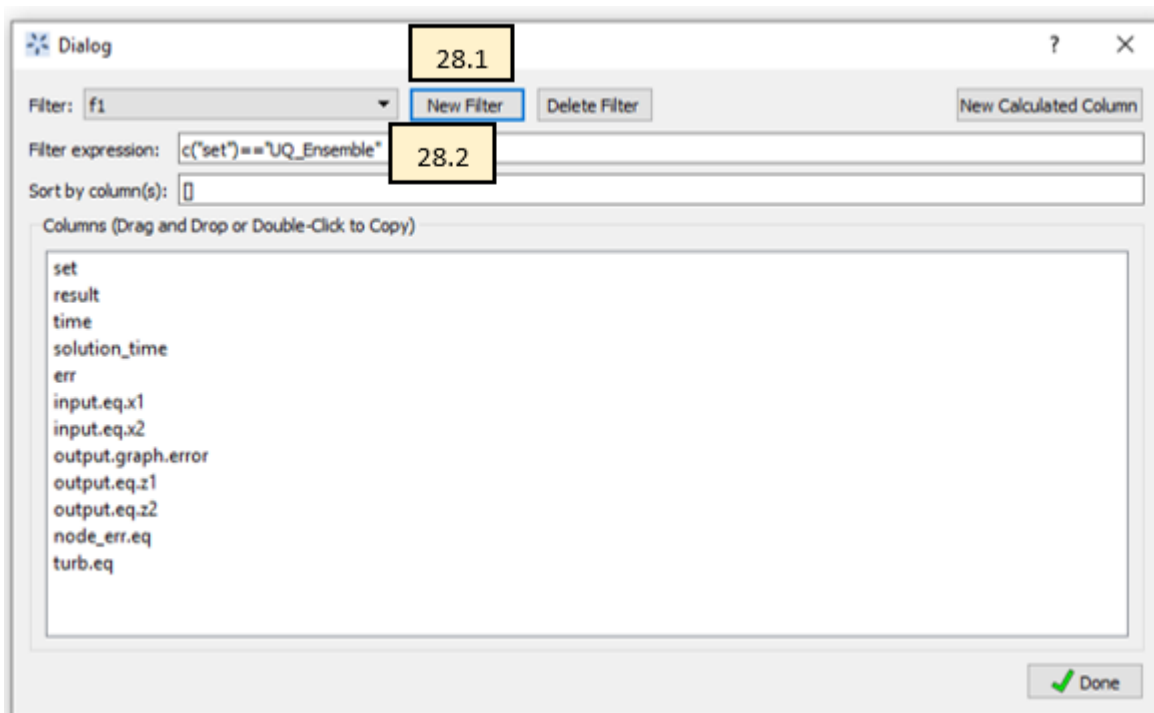 Dialog
28.1
? ×
Filter: f1 New Filter Delete Filter New Calculated Column
Filter expression: c("set")=="UQ_Ensemble"
28.2
Sort by column(s): []
Columns (Drag and Drop or Double-Click to Copy)
set
result
time
solution_time
err
input.eq.x1
input.eq.x2
output.graph.error
output.eq.z1
output.eq.z2
node_err.eq
turb.eq
Done